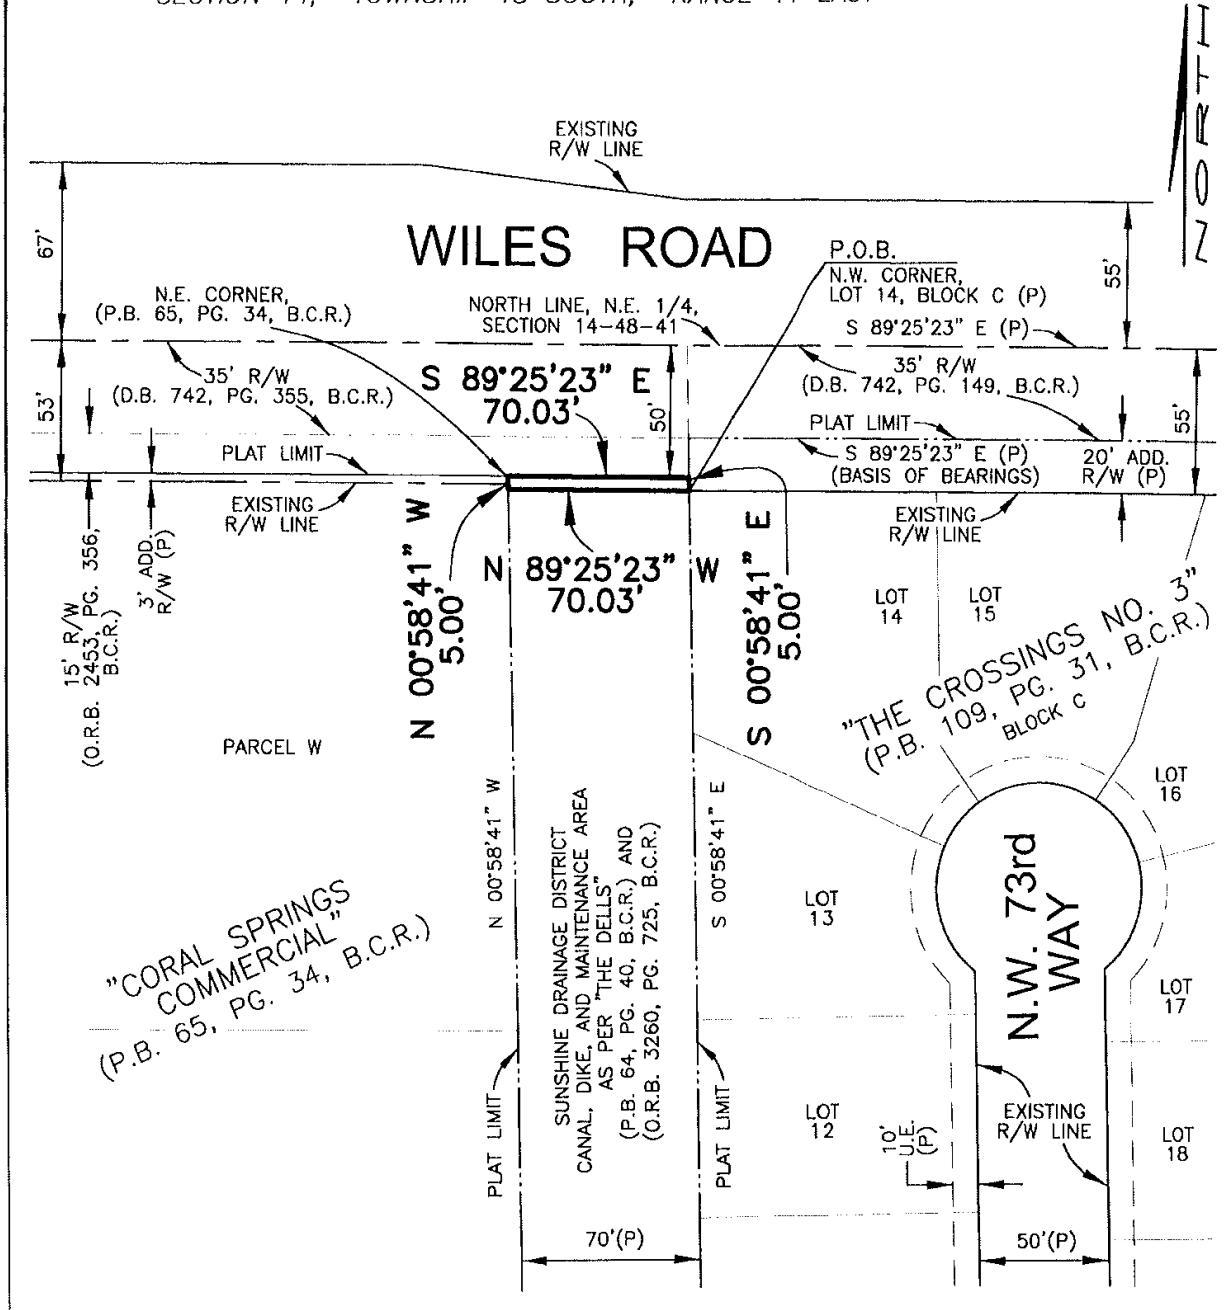 NORTH
EXISTING
R/W LINE
WILES ROAD
67'
55'
P.O.B.
N.W. CORNER,
LOT 14, BLOCK C (P)
N.E. CORNER,
(P.B. 65, PG. 34, B.C.R.)
NORTH LINE, N.E. 1/4,
SECTION 14-48-41
S 89°25'23" E (P)
35' R/W
(D.B. 742, PG. 355, B.C.R.)
S 89°25'23" E
70.03'
50'
35' R/W
(D.B. 742, PG. 149, B.C.R.)
53'
55'
PLAT LIMIT
PLAT LIMIT
S 89°25'23" E (P)
(BASIS OF BEARINGS)
20' ADD.
R/W (P)
EXISTING
R/W LINE
EXISTING
R/W LINE
15' R/W
(O.R.B. 2453, PG. 356,
B.C.R.)
3' ADD.
R/W (P)
N 00°58'41" W
5.00'
N 89°25'23" W
70.03'
S 00°58'41" E
5.00'
LOT
14
LOT
15
"THE CROSSINGS NO. 3"
(P.B. 109, PG. 31, B.C.R.)
BLOCK C
PARCEL W
LOT
16
N 00°58'41" W
SUNSHINE DRAINAGE DISTRICT
CANAL, DIKE, AND MAINTENANCE AREA
AS PER "THE DELLS"
(P.B. 64, PG. 40, B.C.R.) AND
(O.R.B. 3260, PG. 725, B.C.R.)
S 00°58'41" E
LOT
13
N.W. 73rd
WAY
"CORAL SPRINGS
COMMERCIAL"
(P.B. 65, PG. 34, B.C.R.)
LOT
17
PLAT LIMIT
PLAT LIMIT
LOT
12
10'
U.E.
(P)
EXISTING
R/W LINE
LOT
18
70'(P)
50'(P)